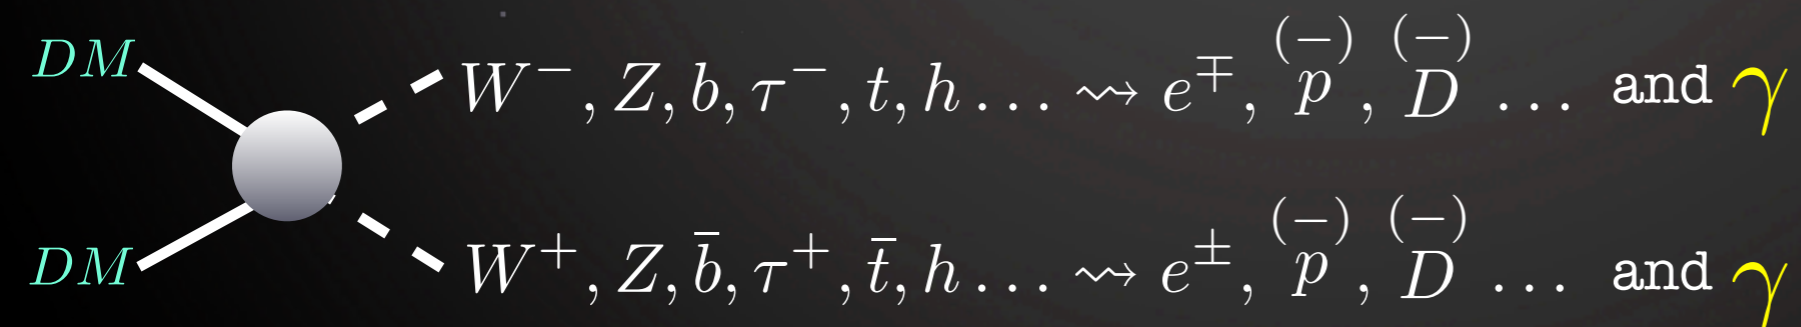 DM W⁻, Z, b, τ⁻, t, h … ⇝ e^∓, p^(−), D^(−) … and γ
DM W⁺, Z, b̄, τ⁺, t̄, h … ⇝ e^±, p^(−), D^(−) … and γ